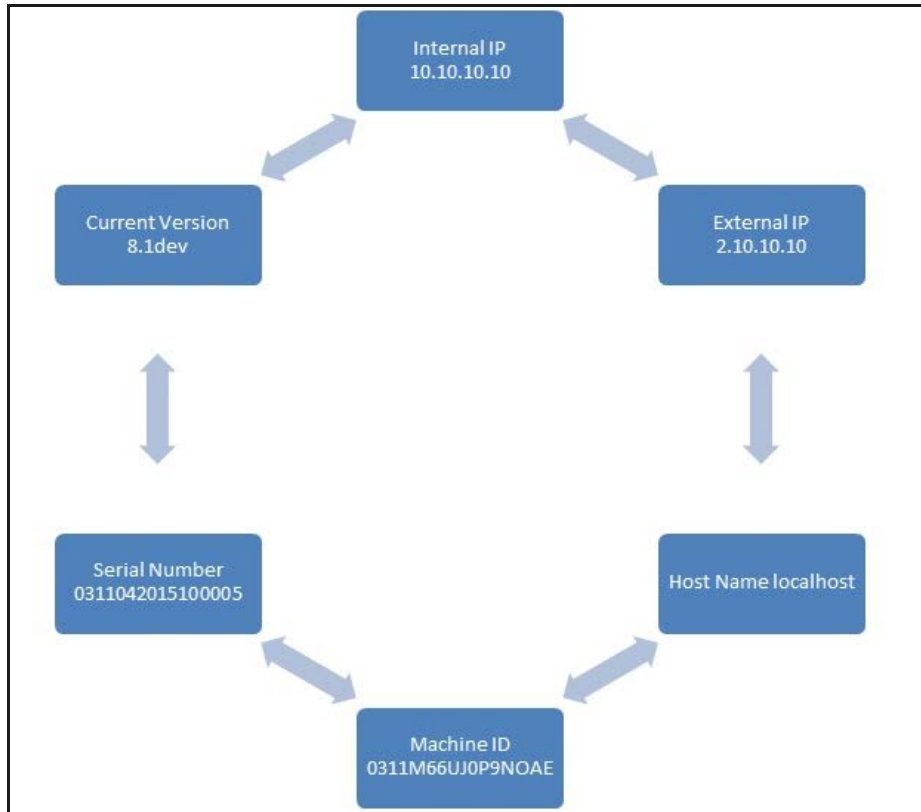 Internal IP
10.10.10.10
Current Version
8.1dev
External IP
2.10.10.10
Serial Number
0311042015100005
Host Name localhost
Machine ID
0311M66UJ0P9NOAE